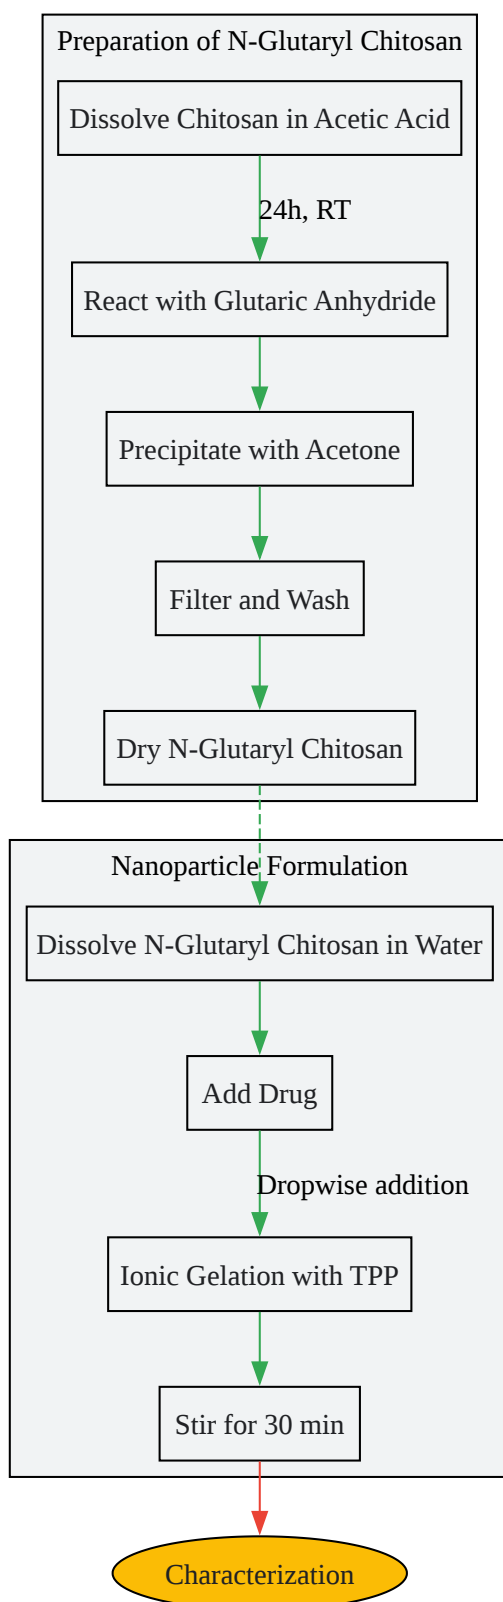 Preparation of N-Glutaryl Chitosan
Dissolve Chitosan in Acetic Acid
24h, RT
React with Glutaric Anhydride
Precipitate with Acetone
Filter and Wash
Dry N-Glutaryl Chitosan
Nanoparticle Formulation
Dissolve N-Glutaryl Chitosan in Water
Add Drug
Dropwise addition
Ionic Gelation with TPP
Stir for 30 min
Characterization